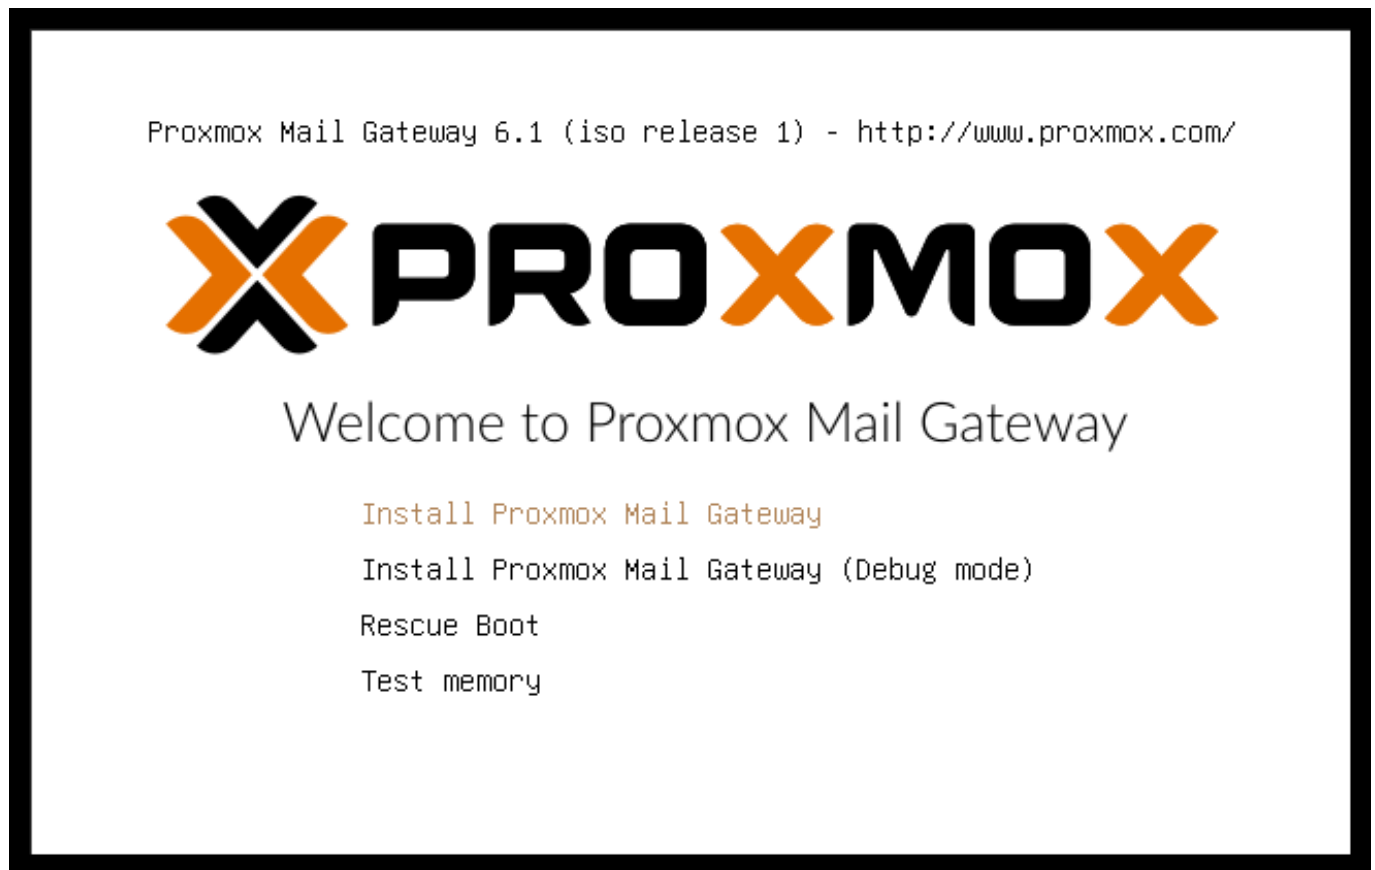 Proxmox Mail Gateway 6.1 (iso release 1) - http://www.proxmox.com/
PROXMOX
Welcome to Proxmox Mail Gateway
Install Proxmox Mail Gateway
Install Proxmox Mail Gateway (Debug mode)
Rescue Boot
Test memory